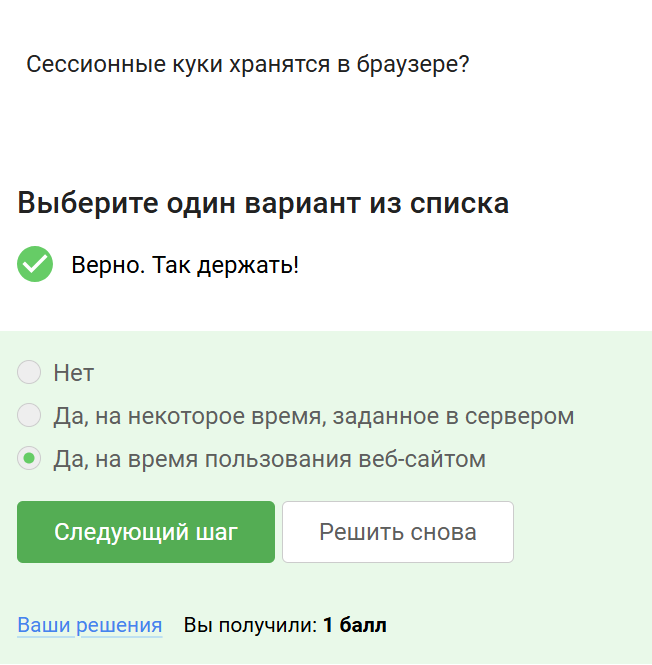 Сессионные куки хранятся в браузере?
Выберите один вариант из списка
Верно. Так держать!
Нет
Да, на некоторое время, заданное в сервером
Да, на время пользования веб-сайтом
Следующий шаг
Решить снова
Ваши решения Вы получили: 1 балл